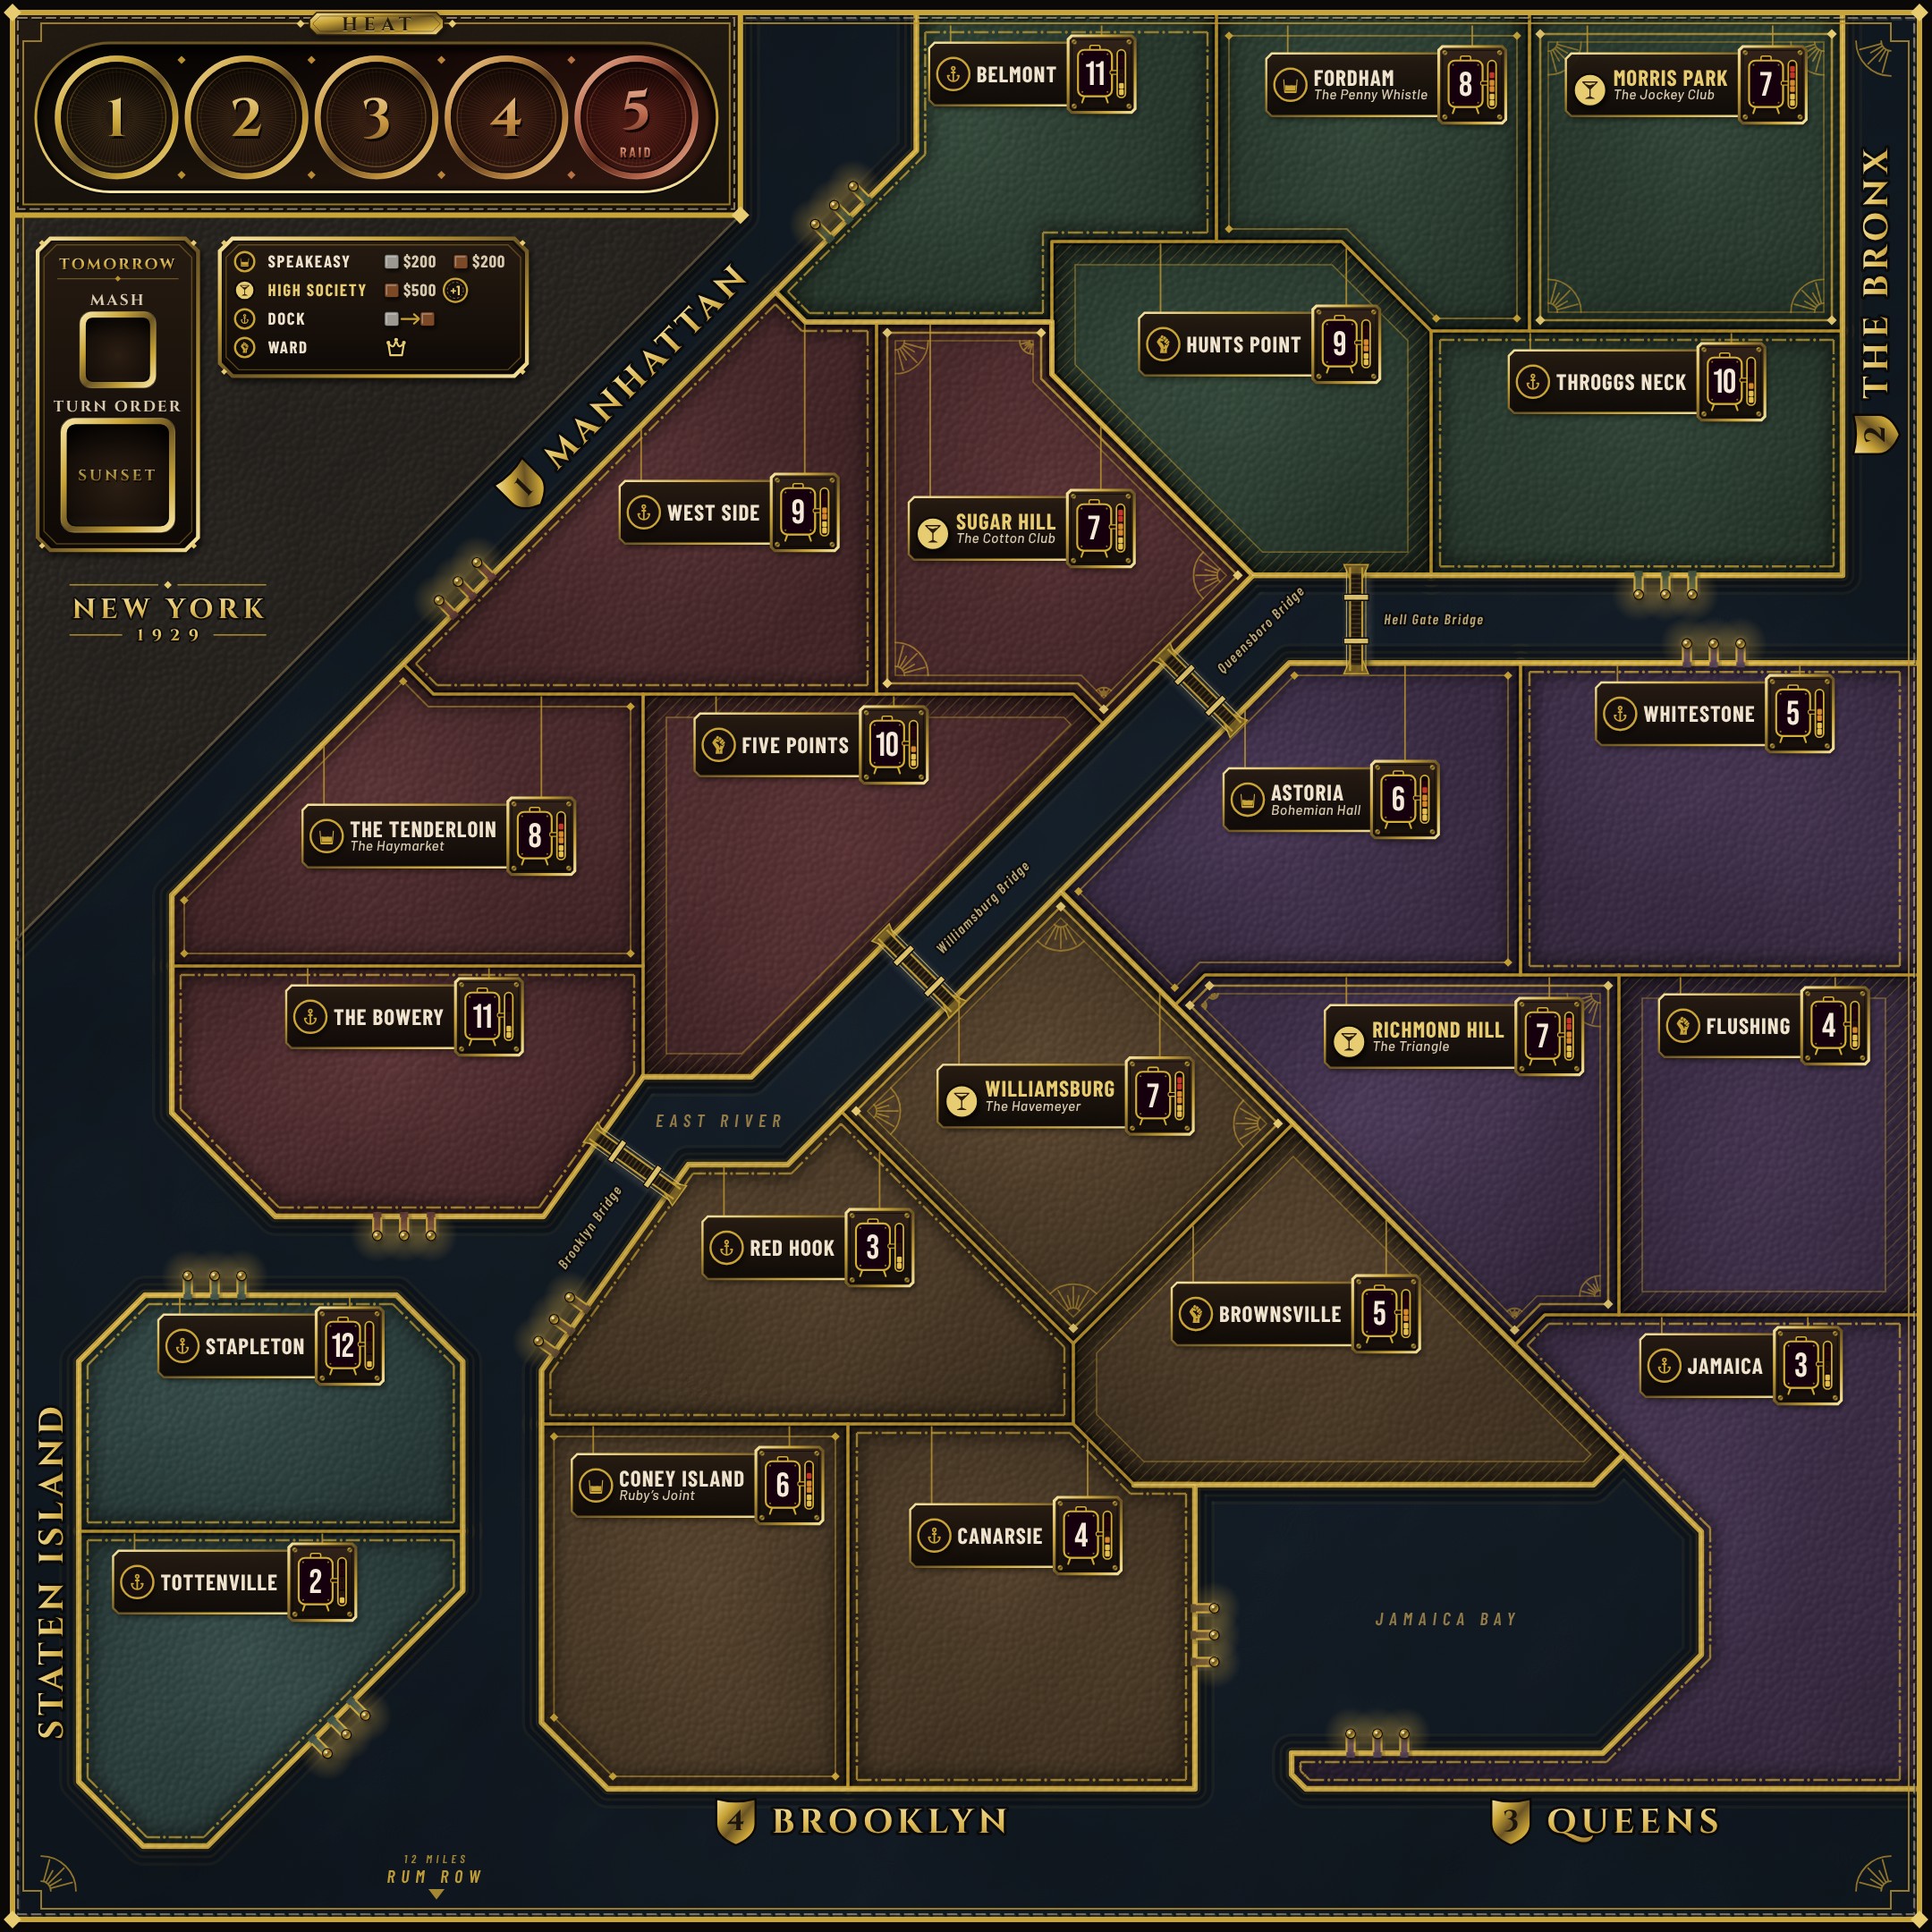 HEAT
1 2 3 4 5
RAID
TOMORROW
MASH
TURN ORDER
SUNSET
SPEAKEASY $200 $200
HIGH SOCIETY $500 +1
DOCK
WARD
NEW YORK
1929
1 MANHATTAN
2 THE BRONX
BELMONT 11
FORDHAM 8
The Penny Whistle
MORRIS PARK 7
The Jockey Club
HUNTS POINT 9
THROGGS NECK 10
WEST SIDE 9
SUGAR HILL 7
The Cotton Club
Queensboro Bridge
Hell Gate Bridge
FIVE POINTS 10
WHITESTONE 5
ASTORIA 6
Bohemian Hall
THE TENDERLOIN 8
The Haymarket
Williamsburg Bridge
THE BOWERY 11
RICHMOND HILL 7
The Triangle
FLUSHING 4
WILLIAMSBURG 7
The Havemeyer
EAST RIVER
Brooklyn Bridge
RED HOOK 3
BROWNSVILLE 5
STAPLETON 12
JAMAICA 3
CONEY ISLAND 6
Ruby's Joint
CANARSIE 4
STATEN ISLAND
TOTTENVILLE 2
JAMAICA BAY
4 BROOKLYN
3 QUEENS
12 MILES
RUM ROW